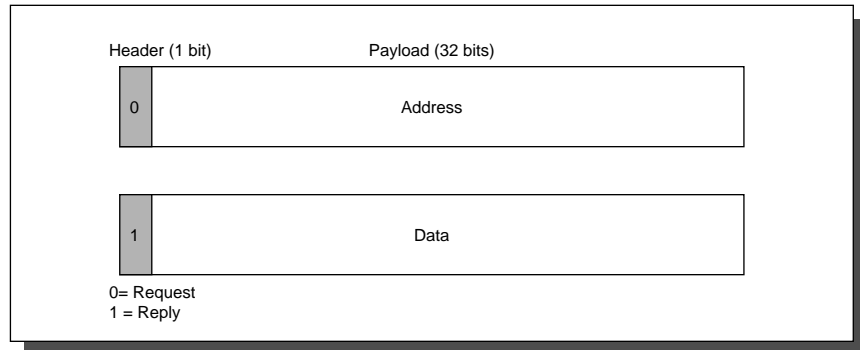 Header (1 bit) Payload (32 bits)
0 Address
1 Data
0= Request
1 = Reply